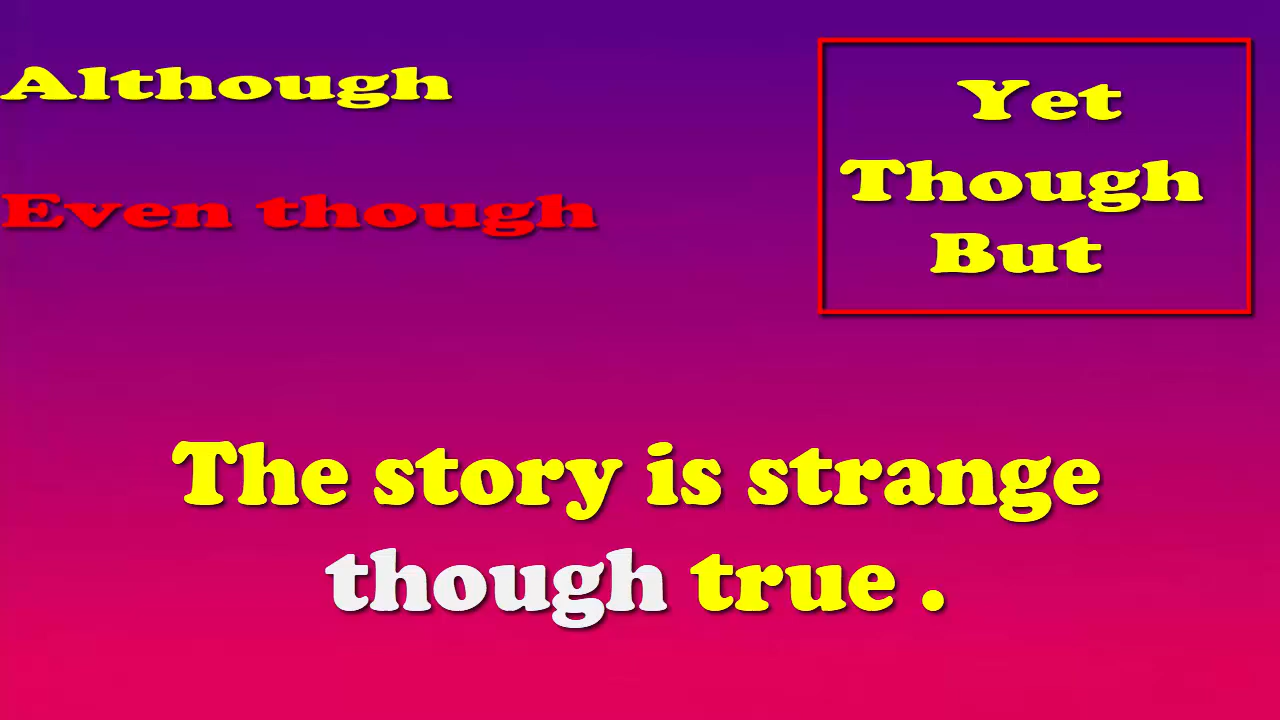 Although
Even though
Yet
Though
But
The story is strange
though true .